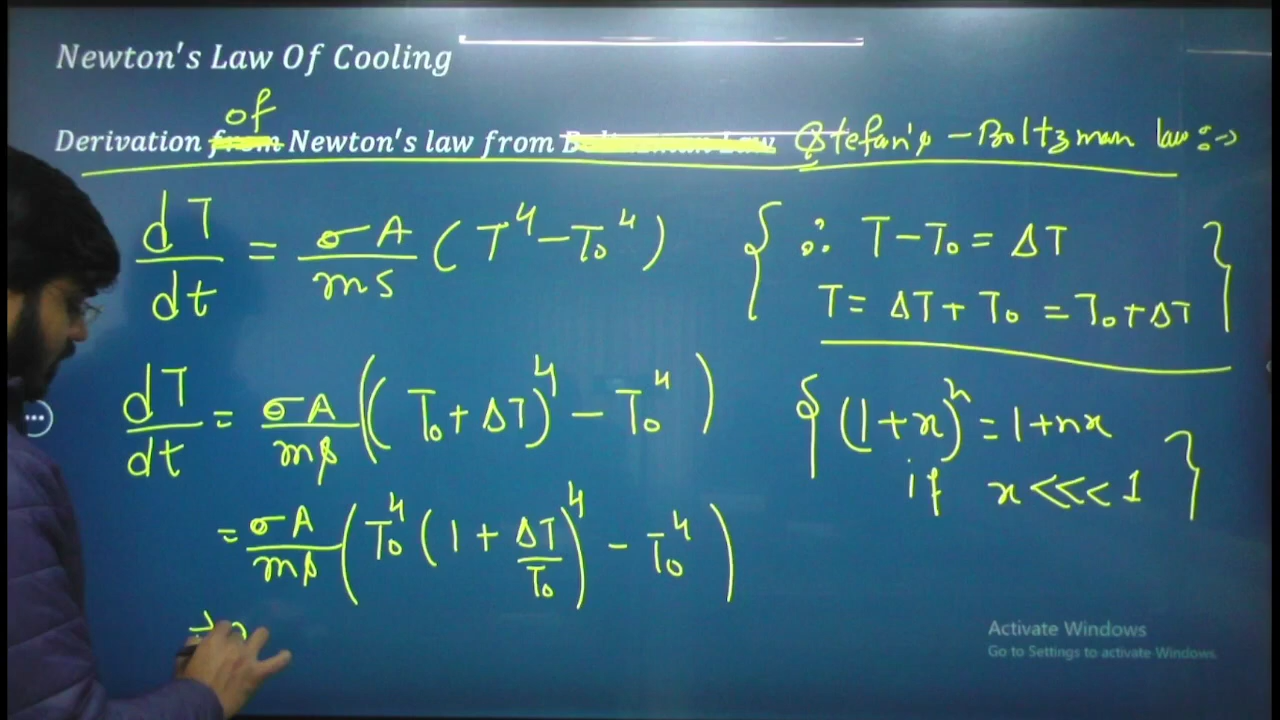 Newton's Law Of Cooling
of
Derivation from Newton's law from Stefan's - Boltzman law :→
dT/dt = σA/ms (T⁴ - T₀⁴)
{ ∴ T - T₀ = ΔT
T = ΔT + T₀ = T₀ + ΔT }
dT/dt = σA/ms ((T₀ + ΔT)⁴ - T₀⁴)
{ (1+x)ⁿ = 1+nx
if x <<< 1 }
= σA/ms (T₀⁴ (1 + ΔT/T₀)⁴ - T₀⁴)
Activate Windows
Go to Settings to activate Windows.